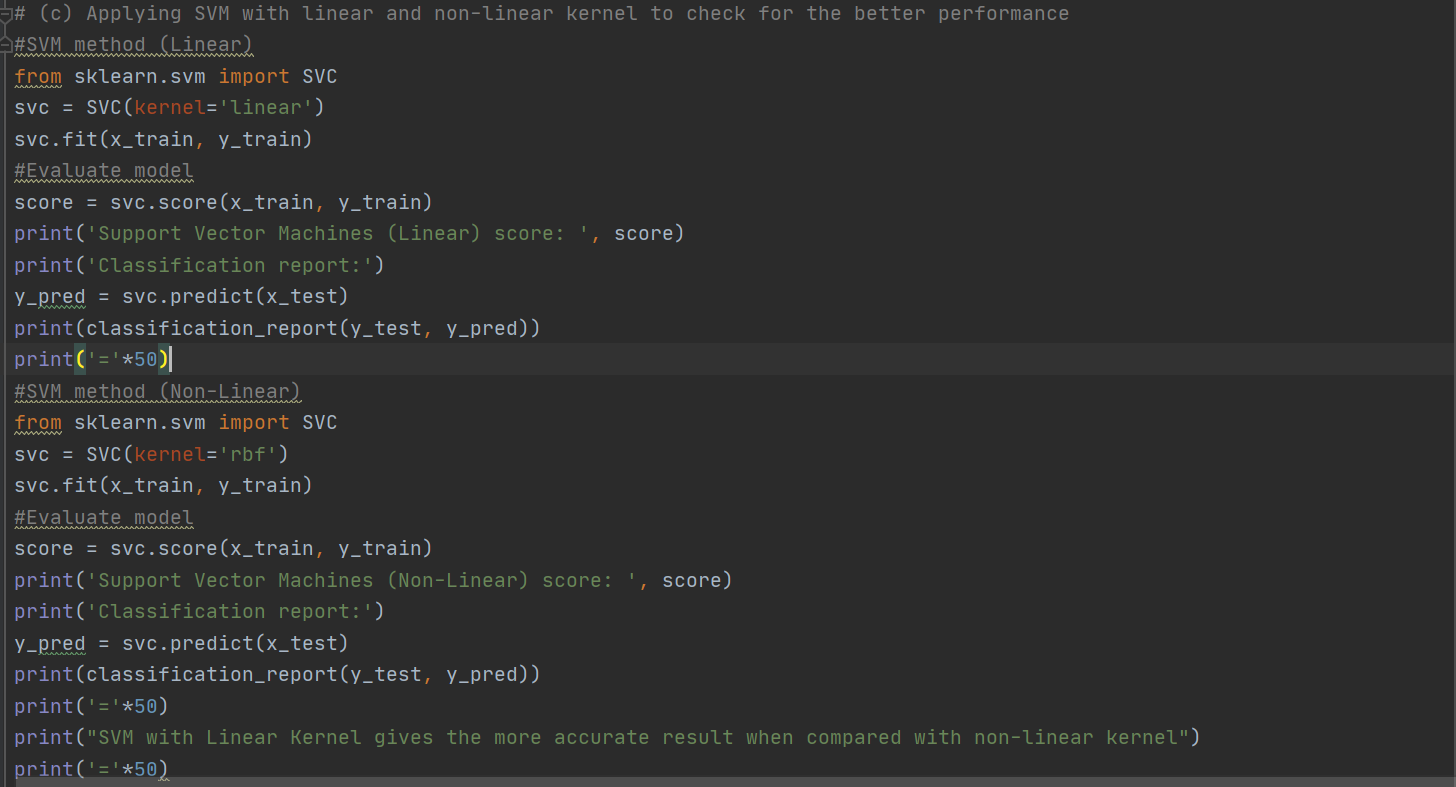 # (c) Applying SVM with linear and non-linear kernel to check for the better performance
#SVM method (Linear)
from sklearn.svm import SVC
svc = SVC(kernel='linear')
svc.fit(x_train, y_train)
#Evaluate model
score = svc.score(x_train, y_train)
print('Support Vector Machines (Linear) score: ', score)
print('Classification report:')
y_pred = svc.predict(x_test)
print(classification_report(y_test, y_pred))
print('='*50)
#SVM method (Non-Linear)
from sklearn.svm import SVC
svc = SVC(kernel='rbf')
svc.fit(x_train, y_train)
#Evaluate model
score = svc.score(x_train, y_train)
print('Support Vector Machines (Non-Linear) score: ', score)
print('Classification report:')
y_pred = svc.predict(x_test)
print(classification_report(y_test, y_pred))
print('='*50)
print("SVM with Linear Kernel gives the more accurate result when compared with non-linear kernel")
print('='*50)